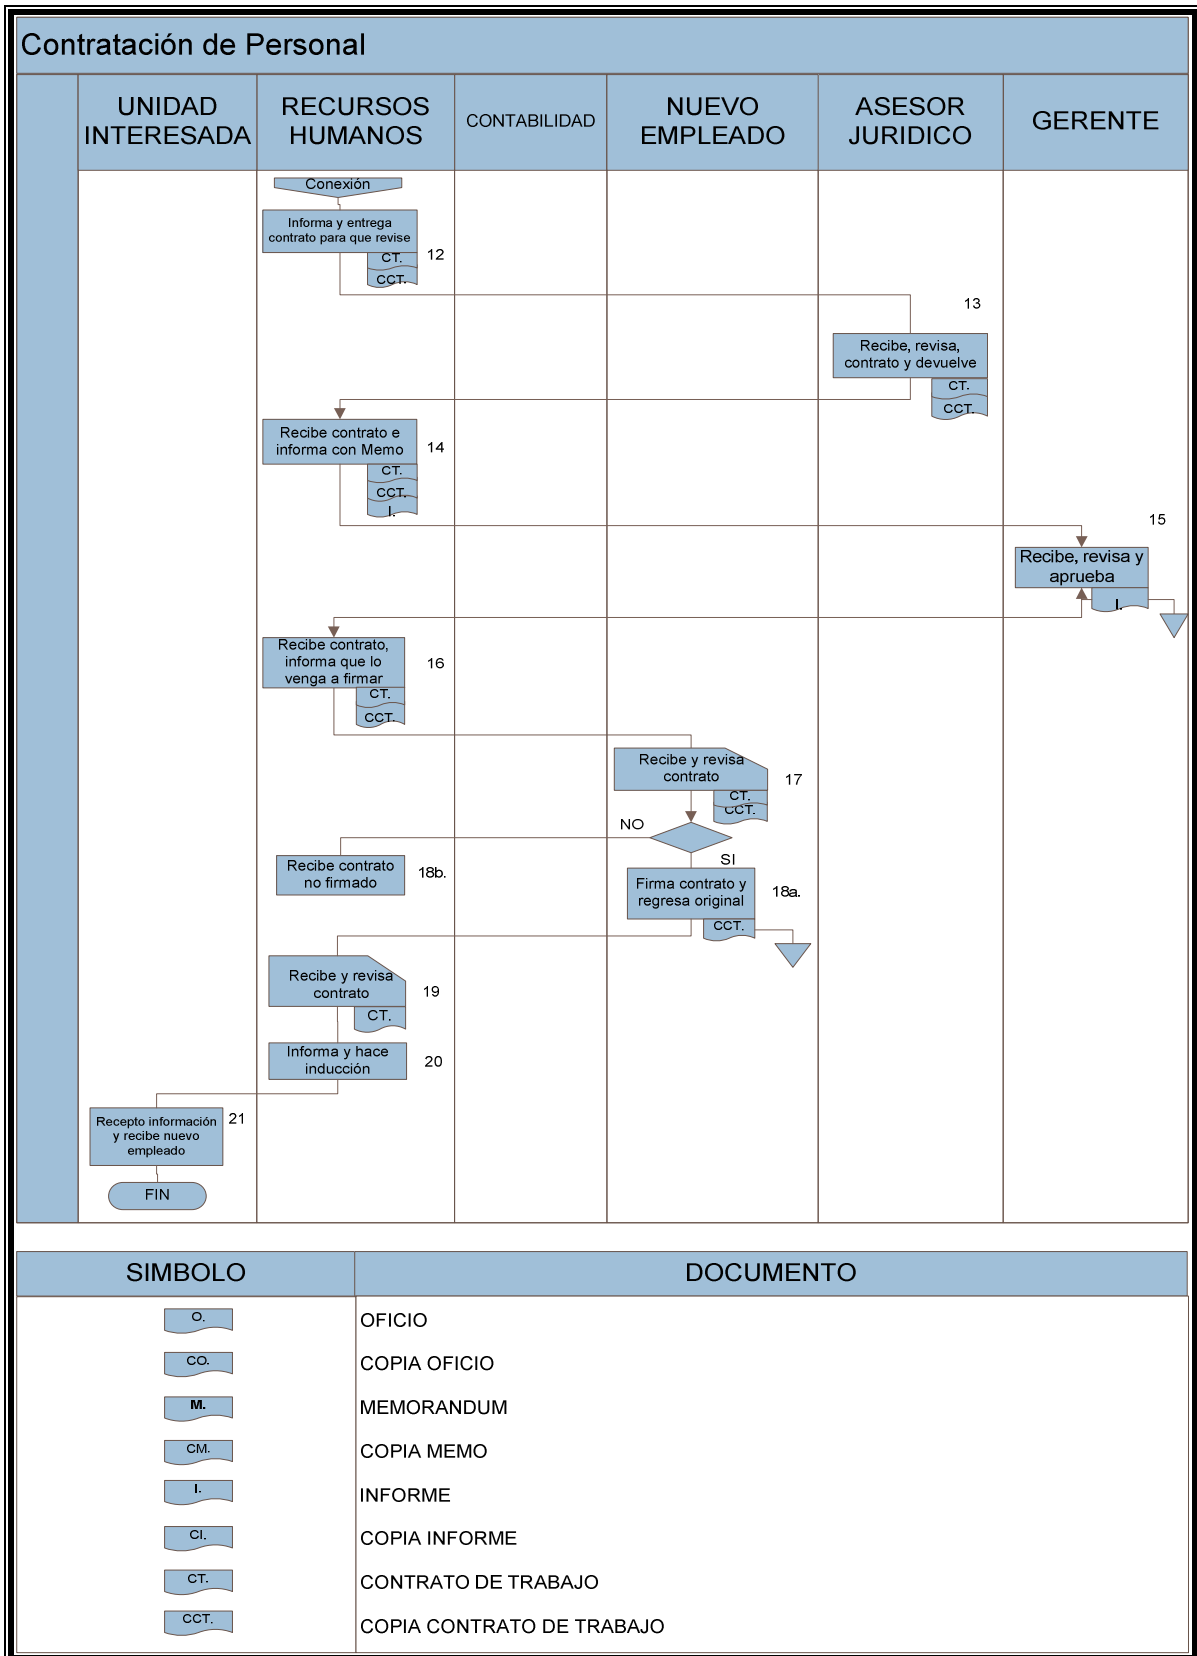 Contratación de Personal
UNIDAD
INTERESADA
RECURSOS
HUMANOS
CONTABILIDAD
NUEVO
EMPLEADO
ASESOR
JURIDICO
GERENTE
Conexión
Informa y entrega
contrato para que revise
12
CT.
CCT.
13
Recibe, revisa,
contrato y devuelve
CT.
CCT.
Recibe contrato e
informa con Memo
14
CT.
CCT.
I.
15
Recibe, revisa y
aprueba
I.
Recibe contrato,
informa que lo
venga a firmar
16
CT.
CCT.
Recibe y revisa
contrato
17
CT.
CCT.
NO
SI
Recibe contrato
no firmado
18b.
Firma contrato y
regresa original
18a.
CCT.
Recibe y revisa
contrato
19
CT.
Informa y hace
inducción
20
Recepto información
y recibe nuevo
empleado
21
FIN
SIMBOLO
DOCUMENTO
O.
OFICIO
CO.
COPIA OFICIO
M.
MEMORANDUM
CM.
COPIA MEMO
I.
INFORME
CI.
COPIA INFORME
CT.
CONTRATO DE TRABAJO
CCT.
COPIA CONTRATO DE TRABAJO